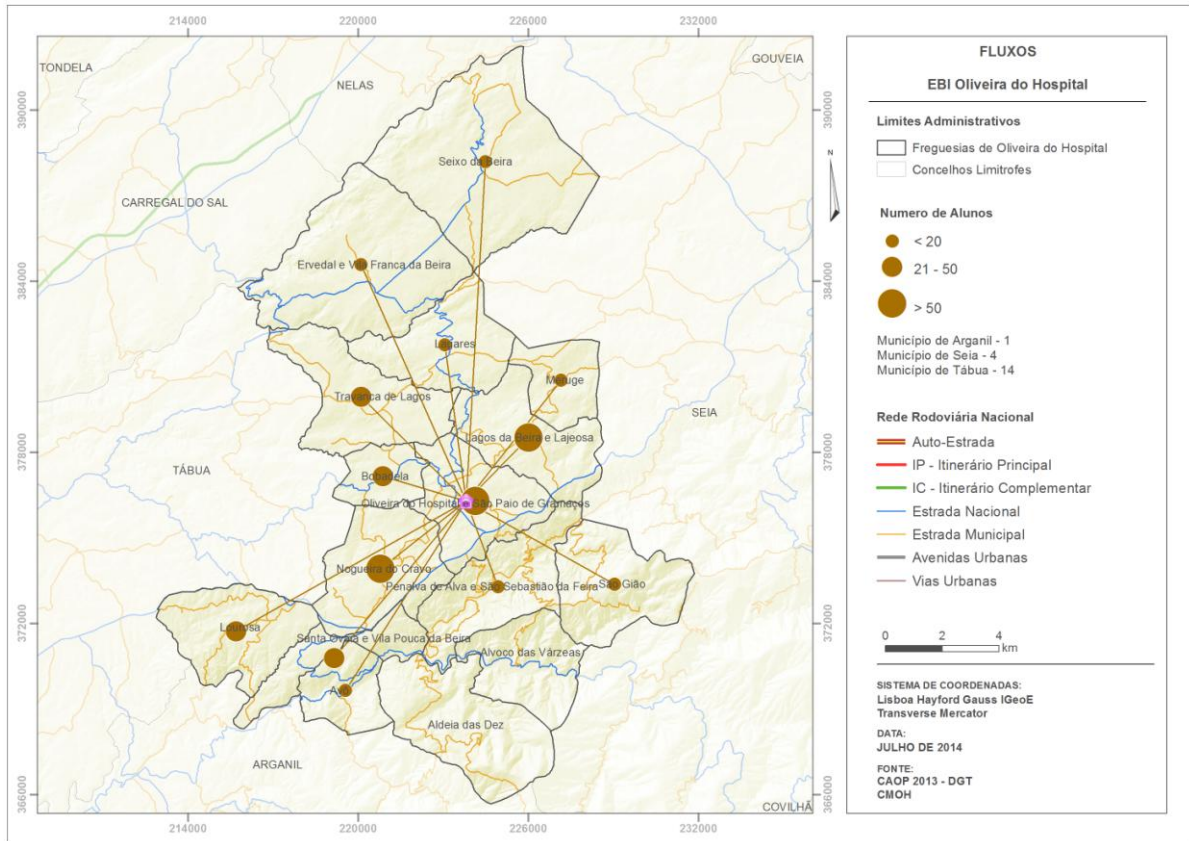 214000
220000
226000
232000
TONDELA
GOUVEIA
NELAS
390000
390000
Seixo da Beira
CARREGAL DO SAL
Ervedal e Vila Franca da Beira
384000
384000
Lagares
Meruge
Travanca de Lagos
SEIA
Lagos da Beira e Lajeosa
378000
378000
TÁBUA
Bobadela
Oliveira do Hospital e São Paio de Gramaços
Nogueira do Cravo
Penalva de Alva e São Sebastião da Feira
São Gião
372000
372000
Lourosa
Santa Ovaia e Vila Pouca da Beira
Alvoco das Várzeas
Avô
Aldeia das Dez
ARGANIL
366000
366000
COVILHÃ
214000
220000
226000
232000
N
FLUXOS
EBI Oliveira do Hospital
Limites Administrativos
Freguesias de Oliveira do Hospital
Concelhos Limitrofes
Numero de Alunos
< 20
21 - 50
> 50
Município de Arganil - 1
Município de Seia - 4
Município de Tábua - 14
Rede Rodoviária Nacional
Auto-Estrada
IP - Itinerário Principal
IC - Itinerário Complementar
Estrada Nacional
Estrada Municipal
Avenidas Urbanas
Vias Urbanas
0 2 4
km
SISTEMA DE COORDENADAS:
Lisboa Hayford Gauss IGeoE
Transverse Mercator
DATA:
JULHO DE 2014
FONTE:
CAOP 2013 - DGT
CMOH